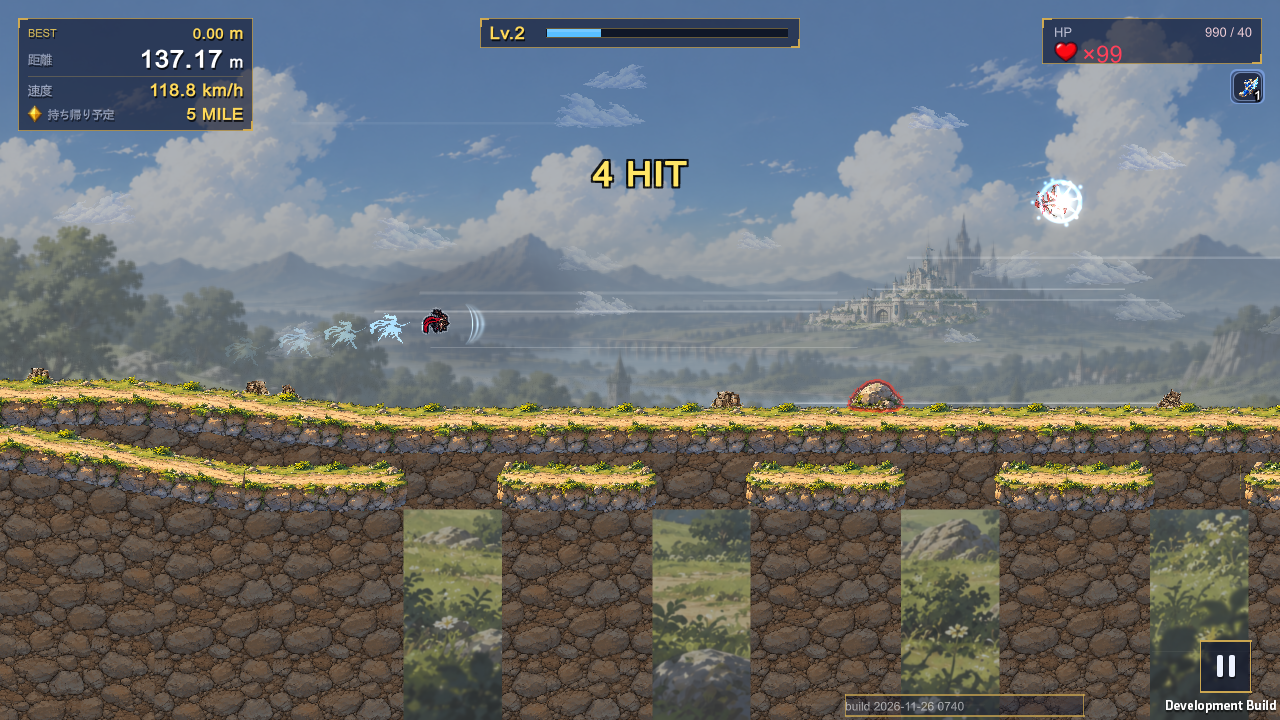 BEST 0.00 m
距離 137.17 m
速度 118.8 km/h
持ち帰り予定 5 MILE
Lv.2
HP 990 / 40
×99
1
4 HIT
build 2026-11-26 0740
Development Build